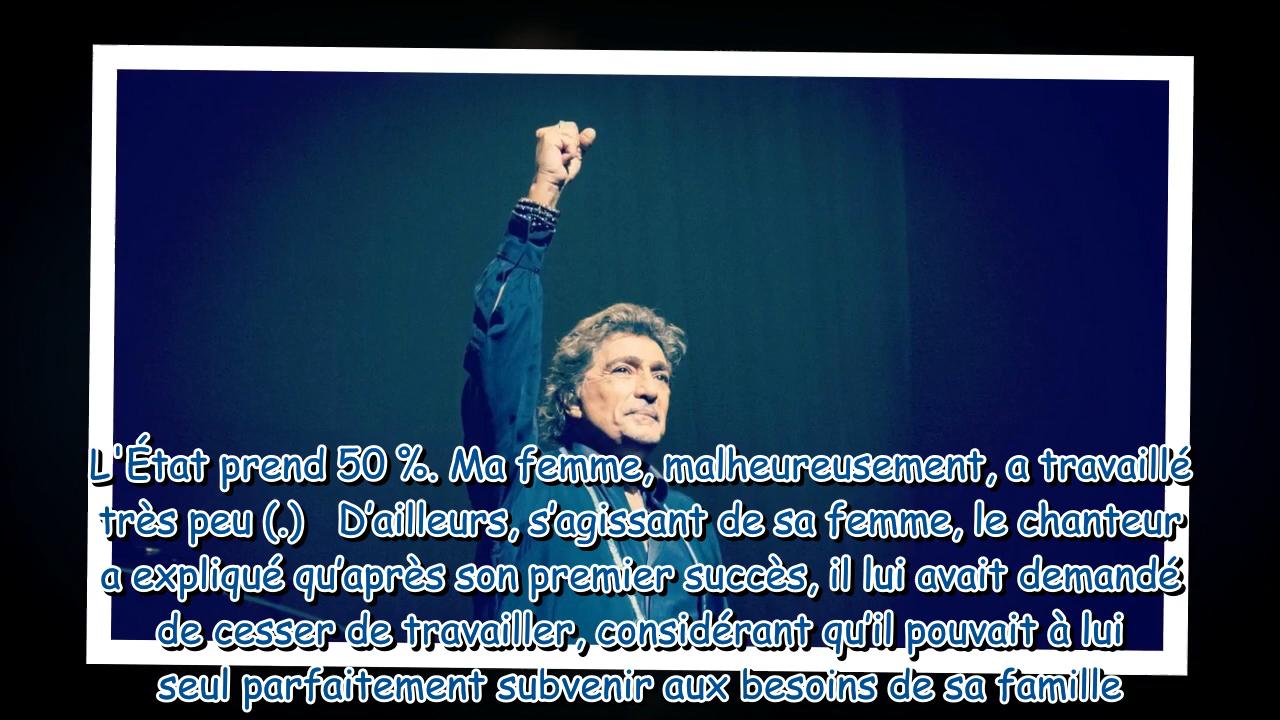 L'État prend 50 %. Ma femme, malheureusement, a travaillé
très peu (.)   D’ailleurs, s’agissant de sa femme, le chanteur
a expliqué qu’après son premier succès, il lui avait demandé
de cesser de travailler, considérant qu’il pouvait à lui
seul parfaitement subvenir aux besoins de sa famille